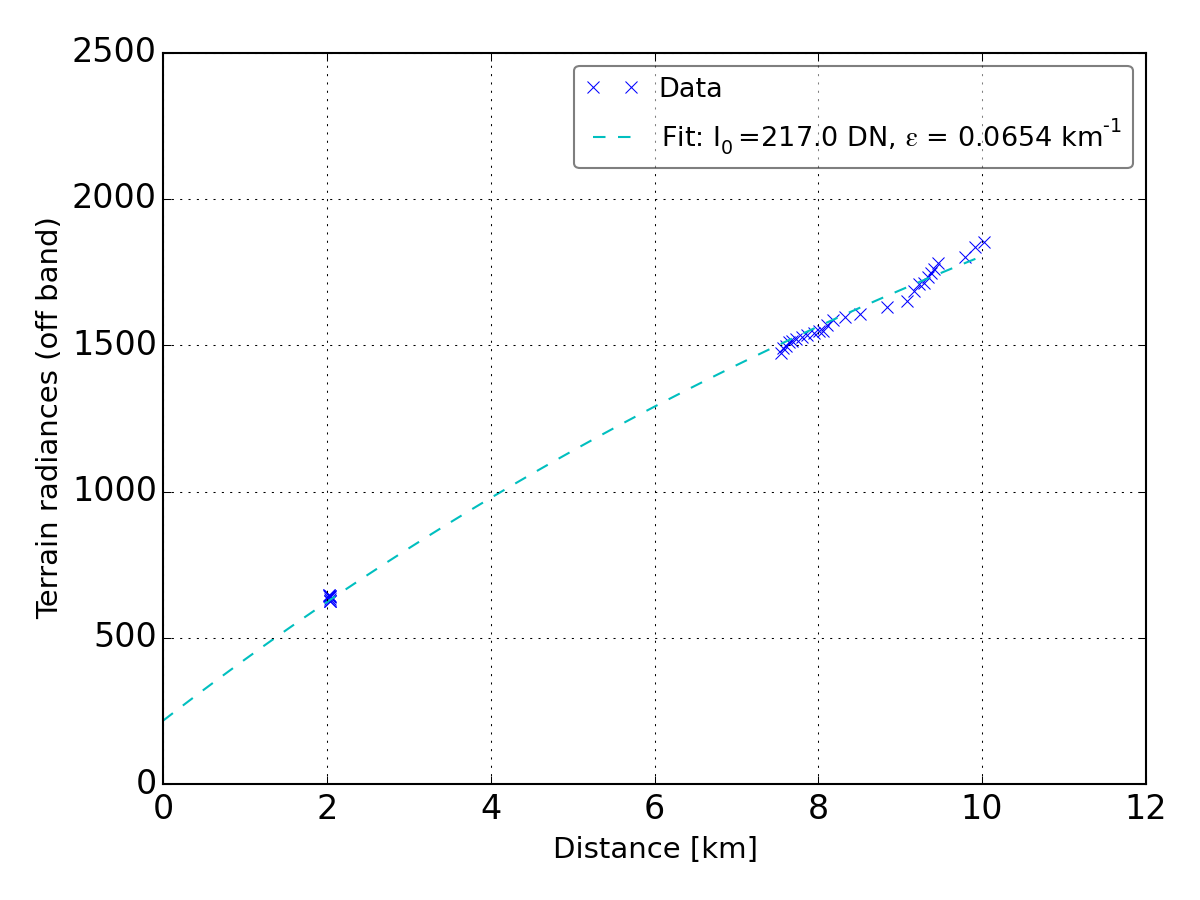 2500
2000
1500
1000
500
0
Terrain radiances (off band)
Data
Fit: I₀ =217.0 DN, ε = 0.0654 km⁻¹
0 2 4 6 8 10 12
Distance [km]